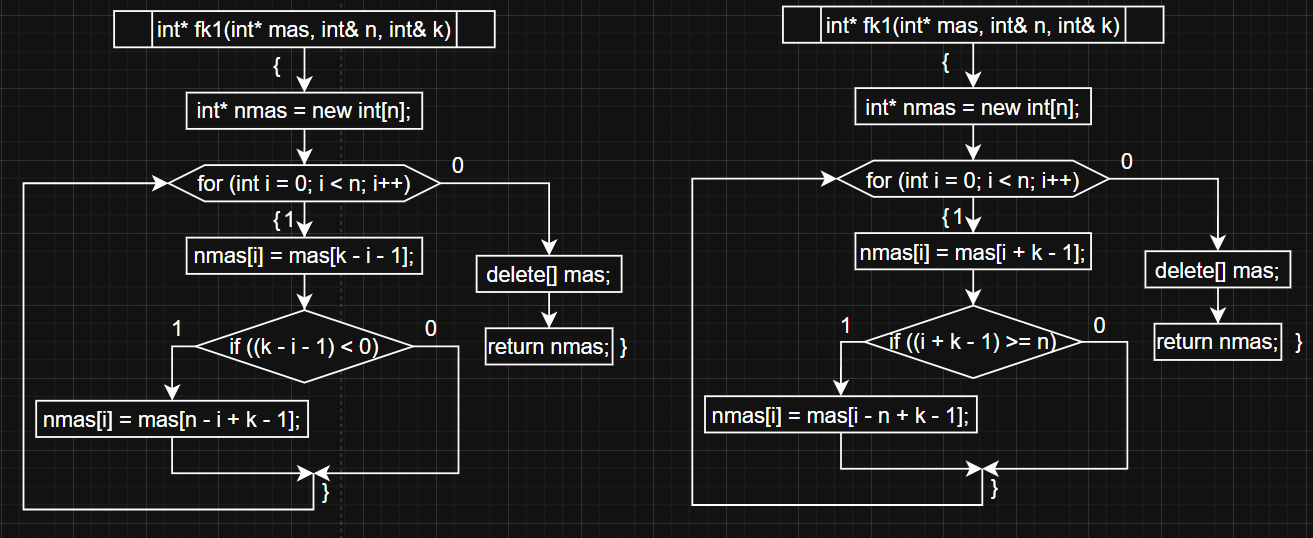 int* fk1(int* mas, int& n, int& k)
{
int* nmas = new int[n];
for (int i = 0; i < n; i++)
0
{ 1
nmas[i] = mas[k - i - 1];
delete[] mas;
1
0
if ((k - i - 1) < 0)
return nmas; }
nmas[i] = mas[n - i + k - 1];
}
int* fk1(int* mas, int& n, int& k)
{
int* nmas = new int[n];
for (int i = 0; i < n; i++)
0
{ 1
nmas[i] = mas[i + k - 1];
delete[] mas;
1
0
if ((i + k - 1) >= n)
return nmas; }
nmas[i] = mas[i - n + k - 1];
}